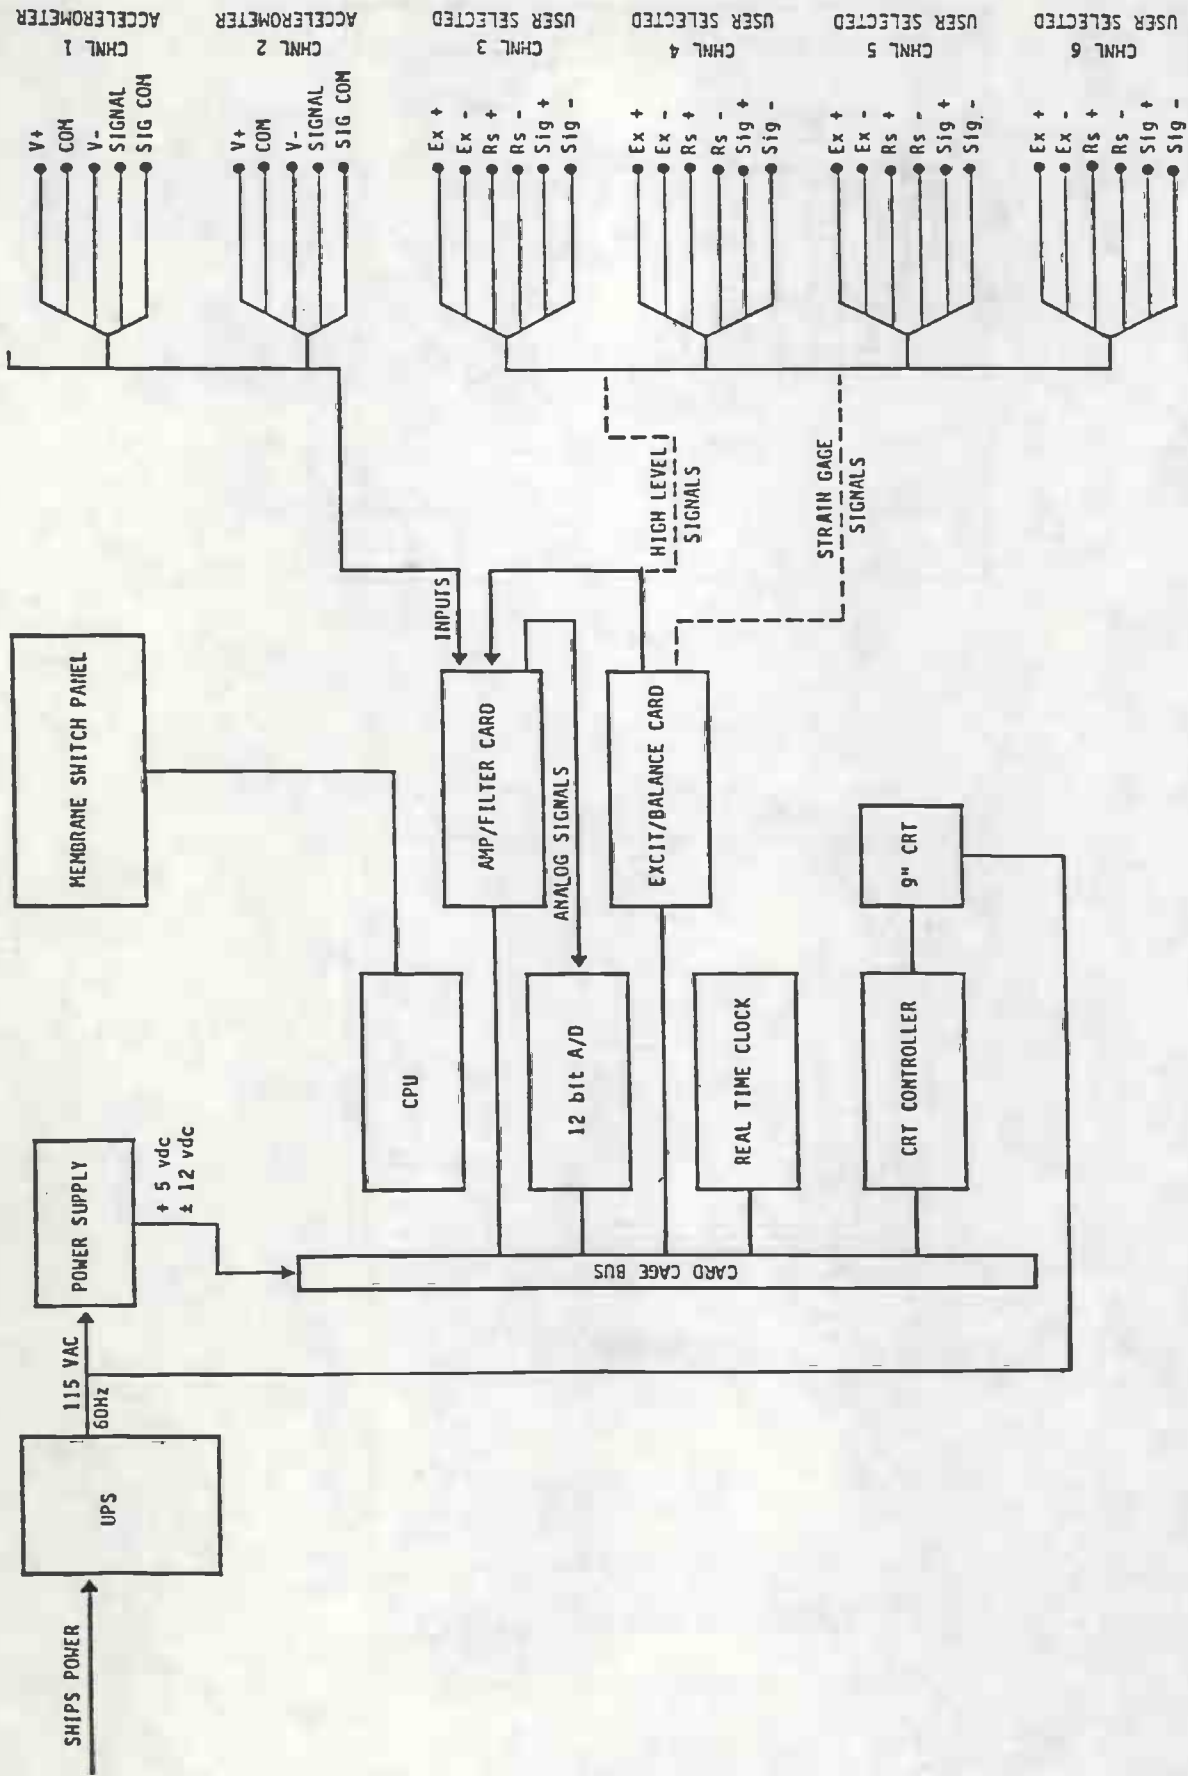 SHIPS POWER
UPS
115 VAC
60Hz
POWER SUPPLY
+ 5 vdc
± 12 vdc
CARD CAGE BUS
MEMBRANE SWITCH PANEL
CPU
AMP/FILTER CARD
INPUTS
ANALOG SIGNALS
12 bit A/D
EXCIT/BALANCE CARD
REAL TIME CLOCK
CRT CONTROLLER
9" CRT
HIGH LEVEL
SIGNALS
STRAIN GAGE
SIGNALS
V+
COM
V-
SIGNAL
SIG COM
CHNL 1
ACCELEROMETER
V+
COM
V-
SIGNAL
SIG COM
CHNL 2
ACCELEROMETER
Ex +
Ex -
Rs +
Rs -
Sig +
Sig -
CHNL 3
USER SELECTED
Ex +
Ex -
Rs +
Rs -
Sig +
Sig -
CHNL 4
USER SELECTED
Ex +
Ex -
Rs +
Rs -
Sig +
Sig -
CHNL 5
USER SELECTED
Ex +
Ex -
Rs +
Rs -
Sig +
Sig -
CHNL 6
USER SELECTED